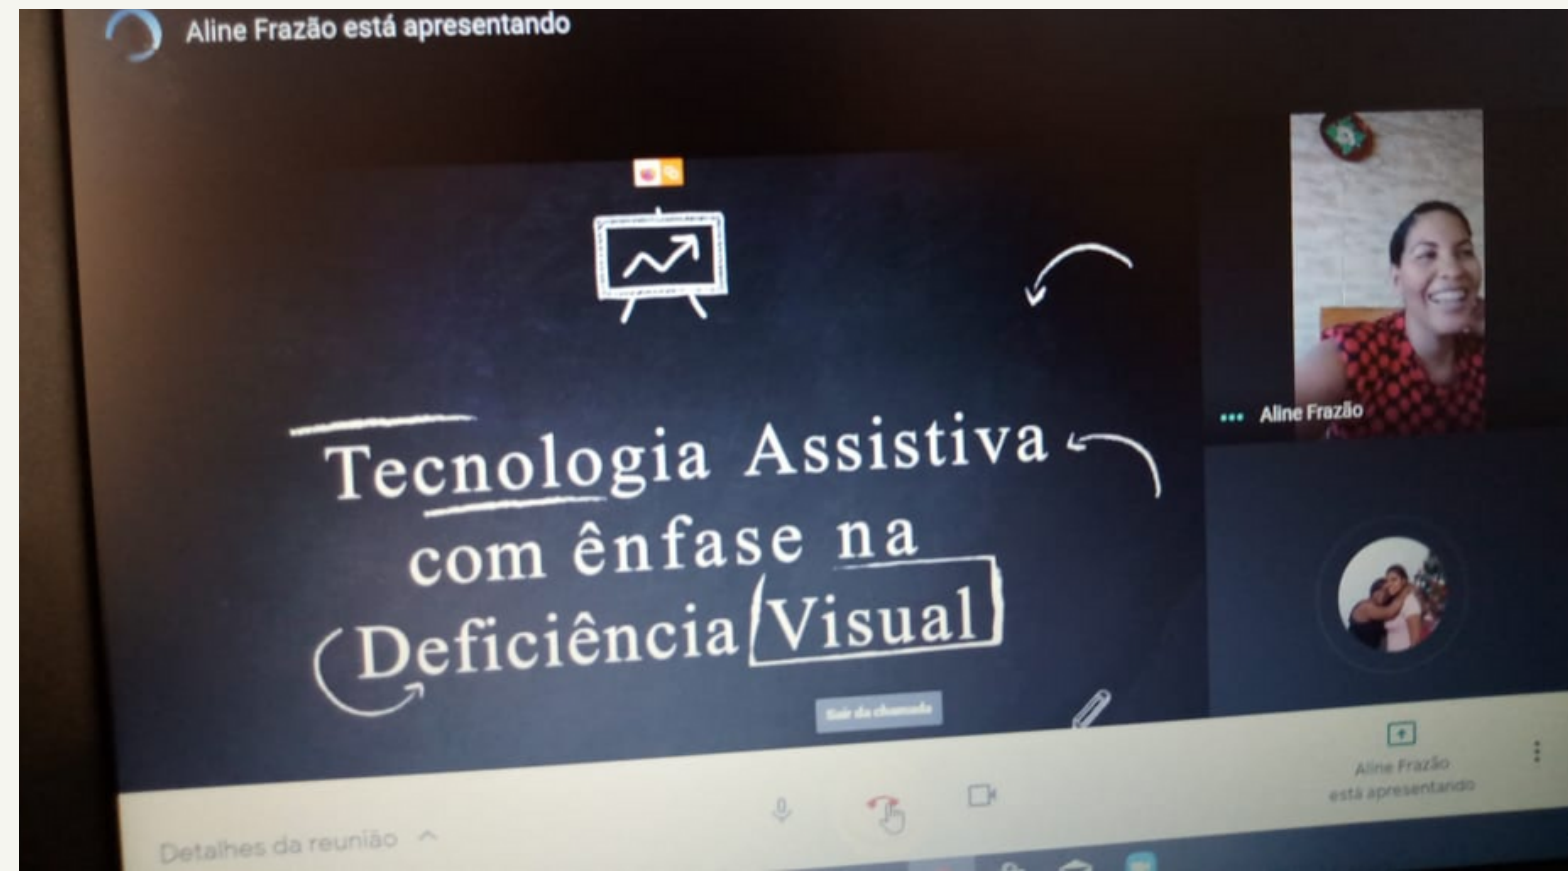 Aline Frazão está apresentando
Tecnologia Assistiva
com ênfase na
Deficiência Visual
Aline Frazão
Sair da chamada
Aline Frazão
está apresentando
Detalhes da reunião